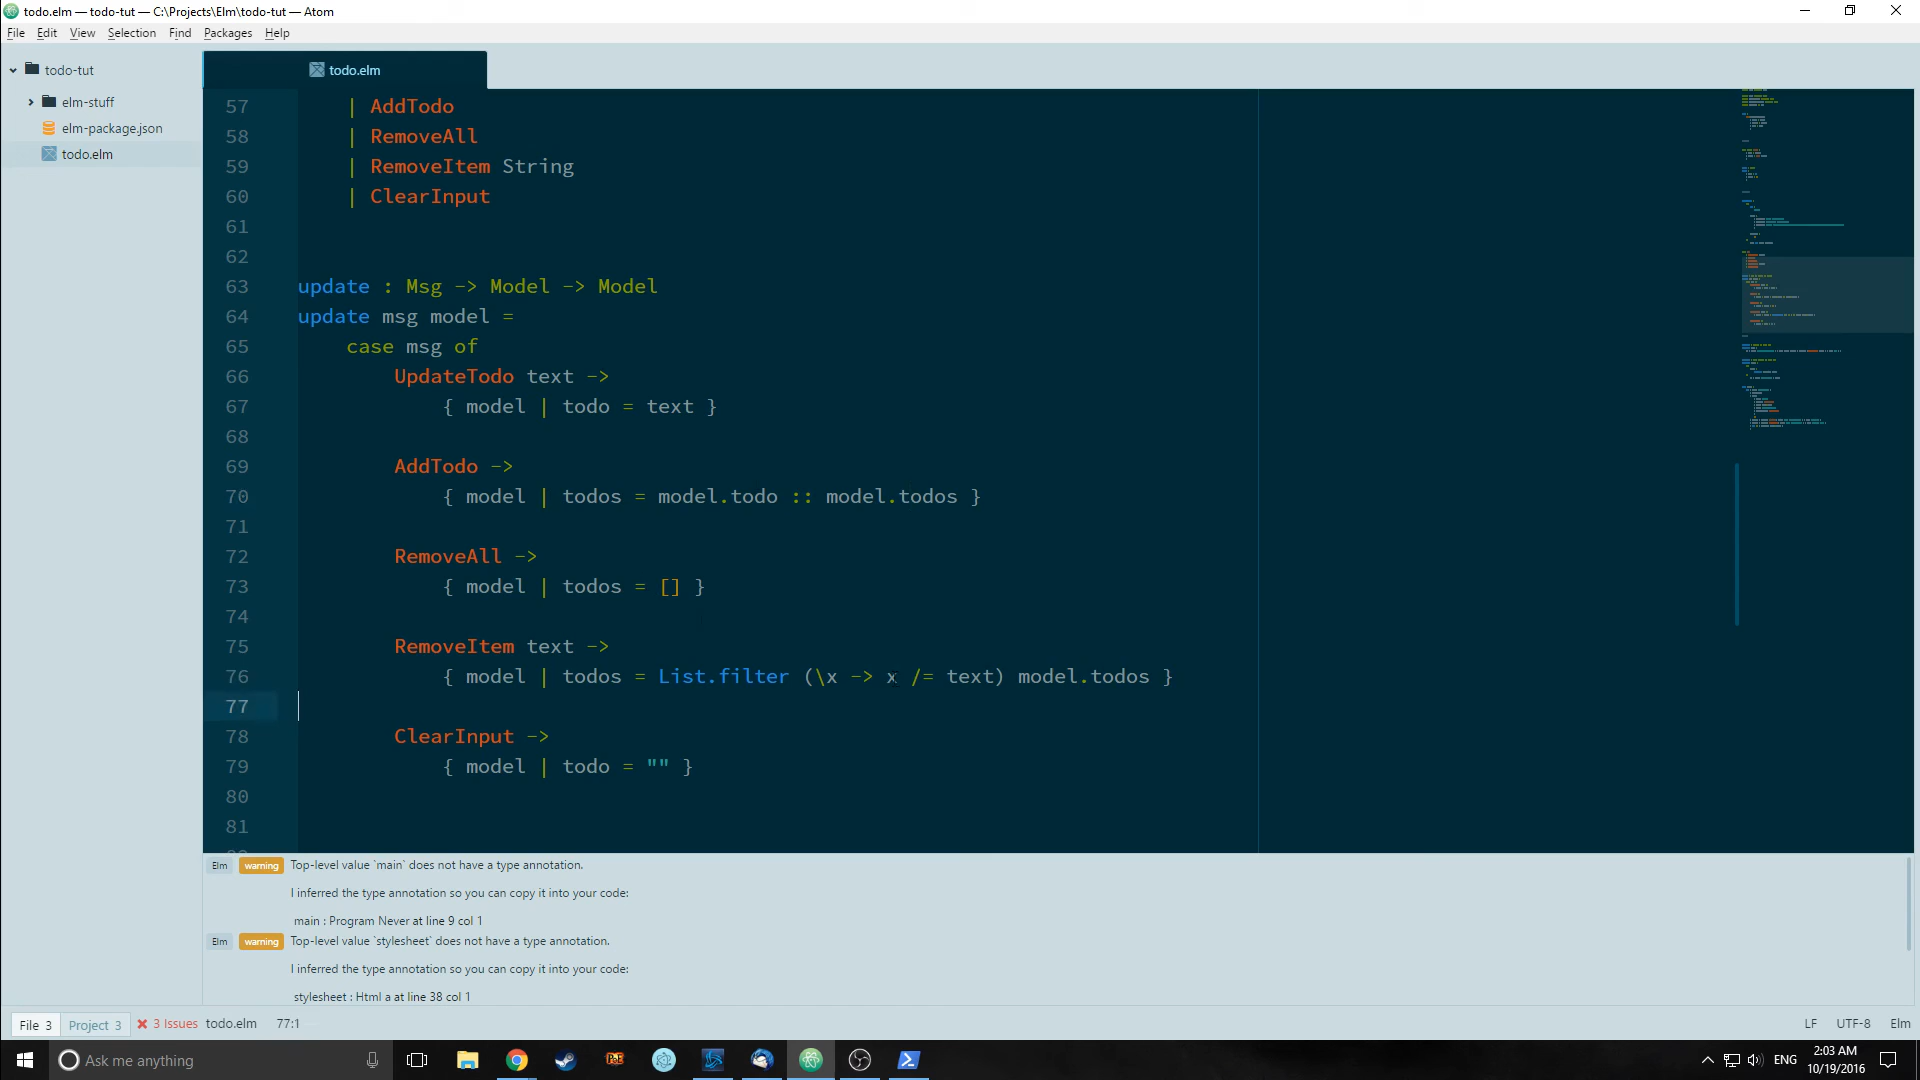 todo.elm — todo-tut — C:\Projects\Elm\todo-tut — Atom
File Edit View Selection Find Packages Help
todo-tut
elm-stuff
elm-package.json
todo.elm
todo.elm
57 | AddTodo
58 | RemoveAll
59 | RemoveItem String
60 | ClearInput
61
62
63 update : Msg -> Model -> Model
64 update msg model =
65 case msg of
66 UpdateTodo text ->
67 { model | todo = text }
68
69 AddTodo ->
70 { model | todos = model.todo :: model.todos }
71
72 RemoveAll ->
73 { model | todos = [] }
74
75 RemoveItem text ->
76 { model | todos = List.filter (\x -> x /= text) model.todos }
77
78 ClearInput ->
79 { model | todo = "" }
80
81
Elm warning Top-level value `main` does not have a type annotation.
I inferred the type annotation so you can copy it into your code:
main : Program Never at line 9 col 1
Elm warning Top-level value `stylesheet` does not have a type annotation.
I inferred the type annotation so you can copy it into your code:
stylesheet : Html a at line 38 col 1
File 3 Project 3 3 Issues todo.elm 77:1 LF UTF-8 Elm
Ask me anything
ENG
2:03 AM
10/19/2016